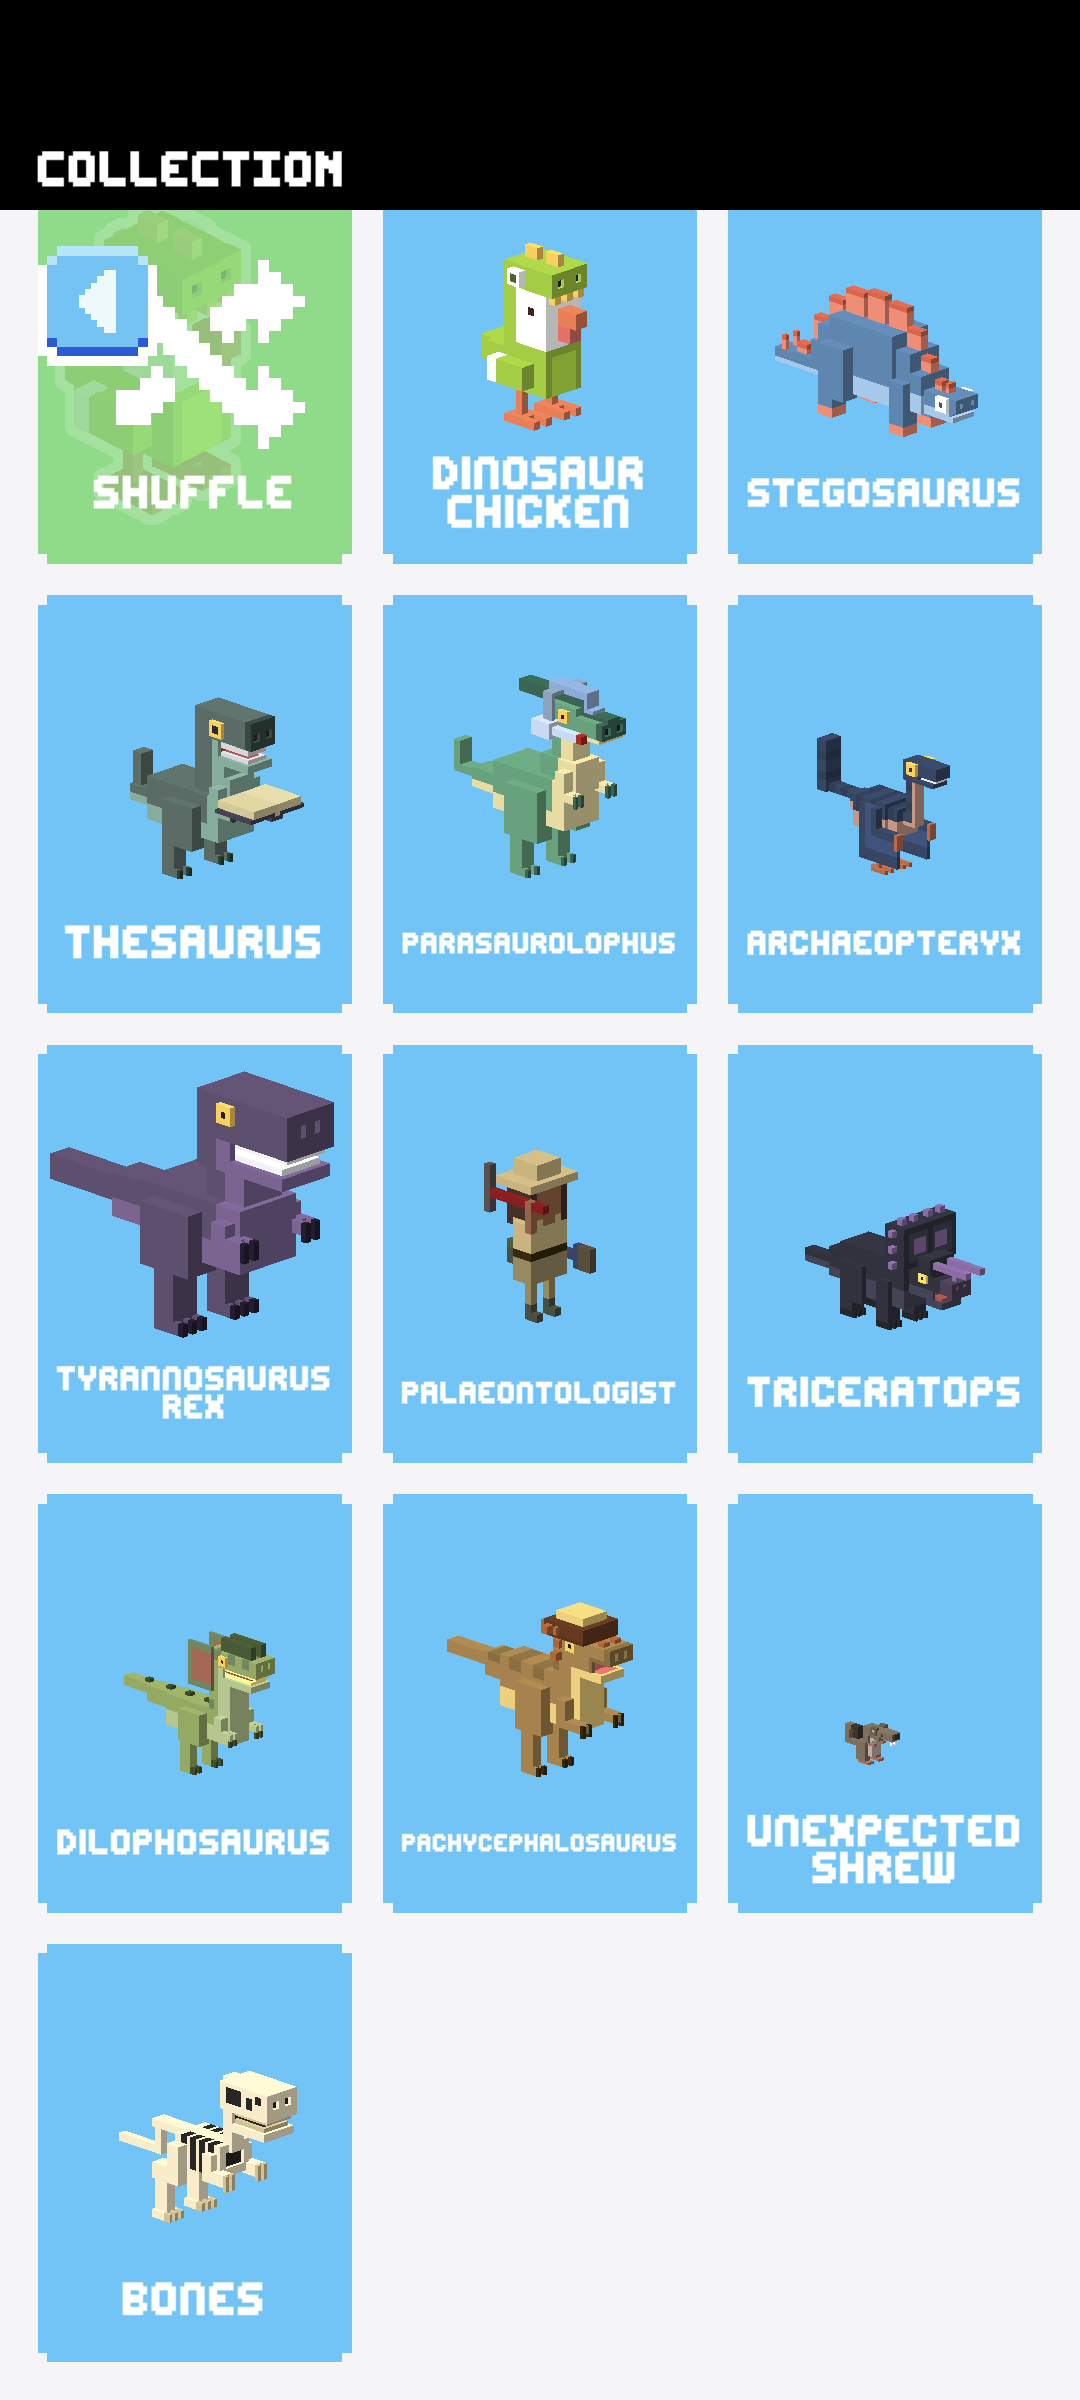 COLLECTION
SHUFFLE
DINOSAUR
CHICKEN
STEGOSAURUS
THESAURUS
PARASAUROLOPHUS
ARCHAEOPTERYX
TYRANNOSAURUS
REX
PALAEONTOLOGIST
TRICERATOPS
DILOPHOSAURUS
PACHYCEPHALOSAURUS
UNEXPECTED
SHREW
BONES